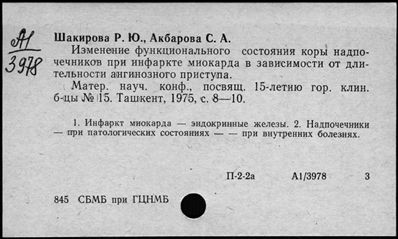 А1
3978
Шакирова Р. Ю., Акбарова С. А.
Изменение функционального состояния коры надпо-
чечников при инфаркте миокарда в зависимости от дли-
тельности ангинозного приступа.
Матер. науч. конф., посвящ. 15-летию гор. клин.
б-цы № 15. Ташкент, 1975, с. 8—10.
1. Инфаркт миокарда — эндокринные железы. 2. Надпочечники
— при патологических состояниях — — при внутренних болезнях.
П-2-2а А1/3978 3
845 СБМБ при ГЦНМБ